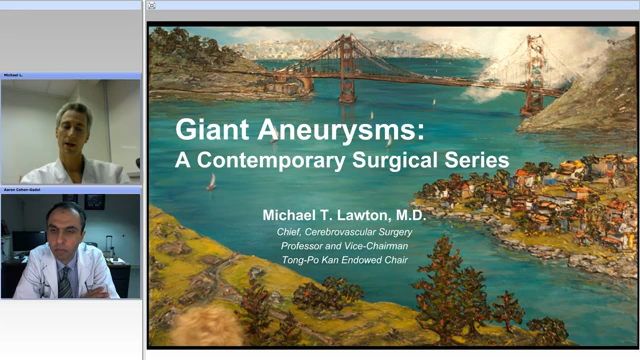 Michael L.
Aaron Cohen-Gadol
Giant Aneurysms:
A Contemporary Surgical Series
Michael T. Lawton, M.D.
Chief, Cerebrovascular Surgery
Professor and Vice-Chairman
Tong-Po Kan Endowed Chair